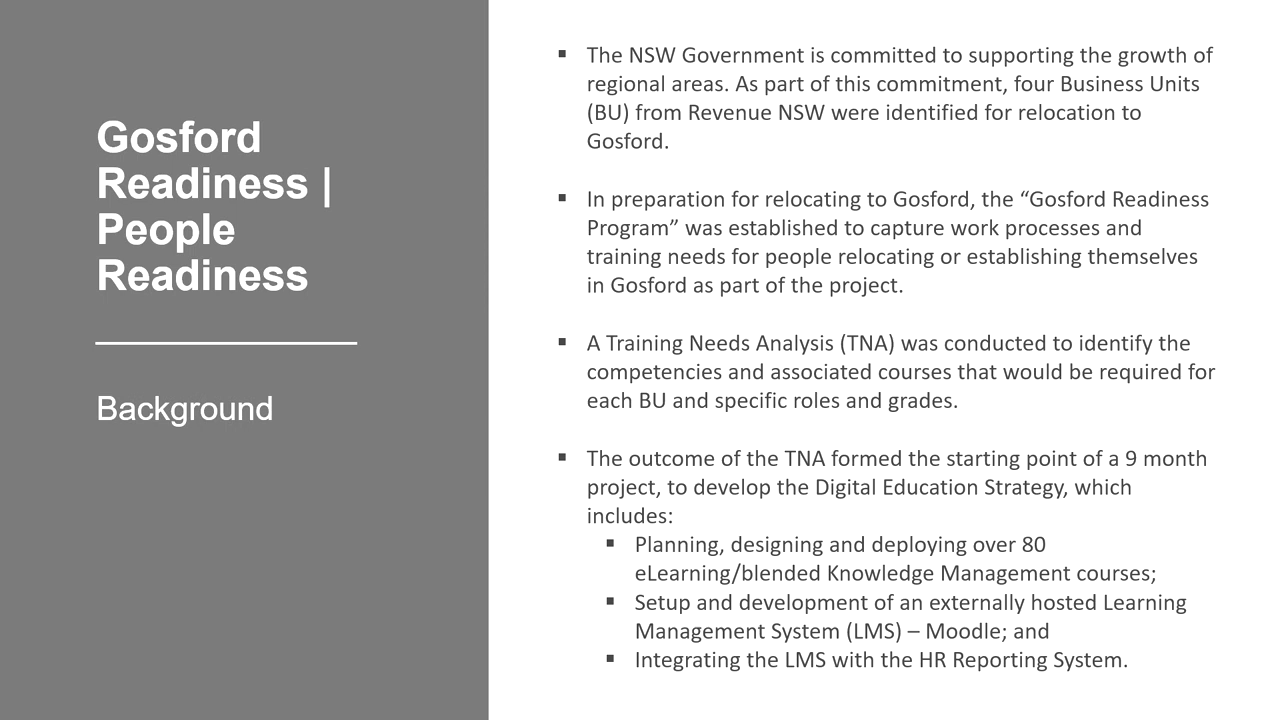 Gosford
Readiness |
People
Readiness
Background
▪ The NSW Government is committed to supporting the growth of
regional areas. As part of this commitment, four Business Units
(BU) from Revenue NSW were identified for relocation to
Gosford.
▪ In preparation for relocating to Gosford, the “Gosford Readiness
Program” was established to capture work processes and
training needs for people relocating or establishing themselves
in Gosford as part of the project.
▪ A Training Needs Analysis (TNA) was conducted to identify the
competencies and associated courses that would be required for
each BU and specific roles and grades.
▪ The outcome of the TNA formed the starting point of a 9 month
project, to develop the Digital Education Strategy, which
includes:
▪ Planning, designing and deploying over 80
eLearning/blended Knowledge Management courses;
▪ Setup and development of an externally hosted Learning
Management System (LMS) – Moodle; and
▪ Integrating the LMS with the HR Reporting System.